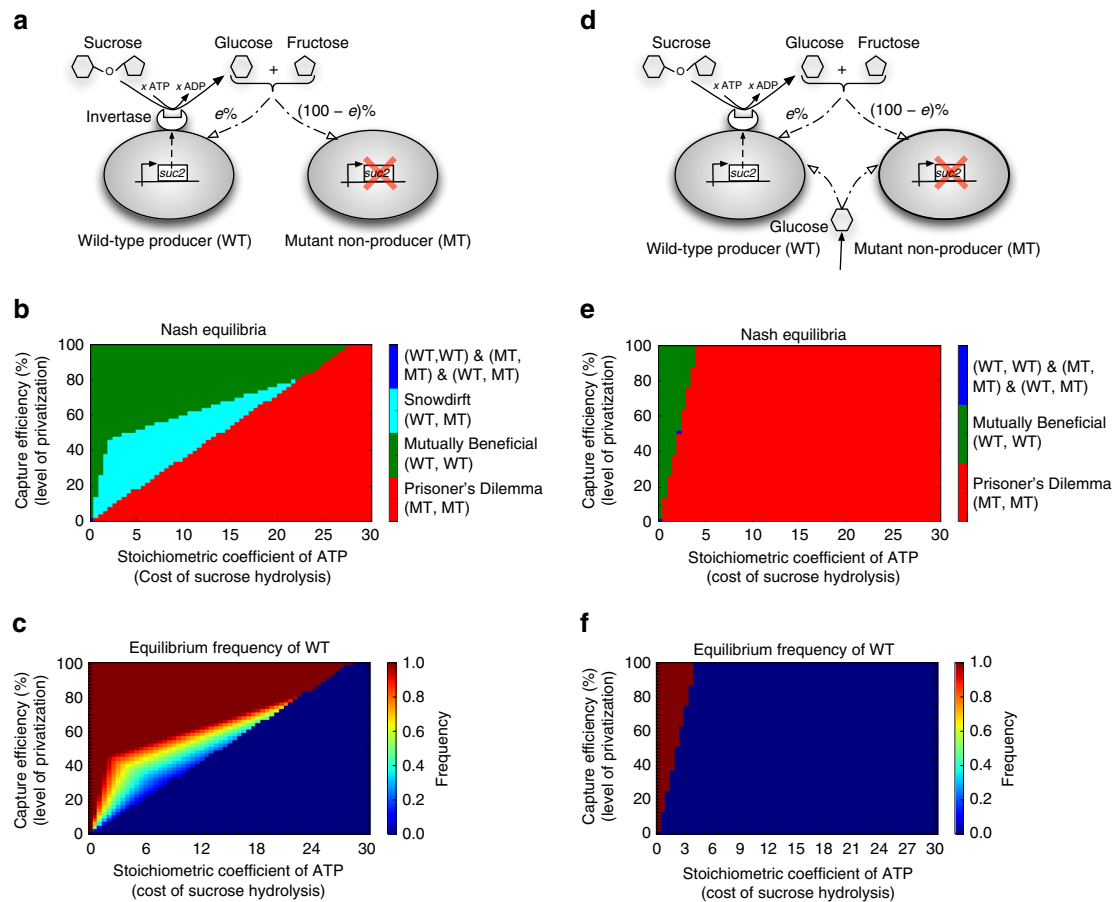 a
Sucrose
Glucose
Fructose
O
+
x ATP
x ADP
Invertase
e%
(100 – e)%
suc2
suc2
Wild-type producer (WT)
Mutant non-producer (MT)
b
Nash equilibria
Capture efficiency (%)
(level of privatization)
100
80
60
40
20
0
0 5 10 15 20 25 30
Stoichiometric coefficient of ATP
(Cost of sucrose hydrolysis)
(WT,WT) & (MT,
MT) & (WT, MT)
Snowdirft
(WT, MT)
Mutually Beneficial
(WT, WT)
Prisoner's Dilemma
(MT, MT)
c
Equilibrium frequency of WT
Capture efficiency (%)
(level of privatization)
100
80
60
40
20
0
0 6 12 18 24 30
Stoichiometric coefficient of ATP
(cost of sucrose hydrolysis)
1.0
0.8
0.6
0.4
0.2
0.0
Frequency
d
Sucrose
Glucose
Fructose
O
+
x ATP
x ADP
Invertase
e%
(100 – e)%
suc2
suc2
Glucose
Wild-type producer (WT)
Mutant non-producer (MT)
e
Nash equilibria
Capture efficiency (%)
(level of privatization)
100
80
60
40
20
0
0 5 10 15 20 25 30
Stoichiometric coefficient of ATP
(cost of sucrose hydrolysis)
(WT, WT) & (MT,
MT) & (WT, MT)
Mutually Beneficial
(WT, WT)
Prisoner's Dilemma
(MT, MT)
f
Equilibrium frequency of WT
Capture efficiency (%)
(level of privatization)
100
80
60
40
20
0
0 3 6 9 12 15 18 21 24 27 30
Stoichiometric coefficient of ATP
(cost of sucrose hydrolysis)
1.0
0.8
0.6
0.4
0.2
0.0
Frequency